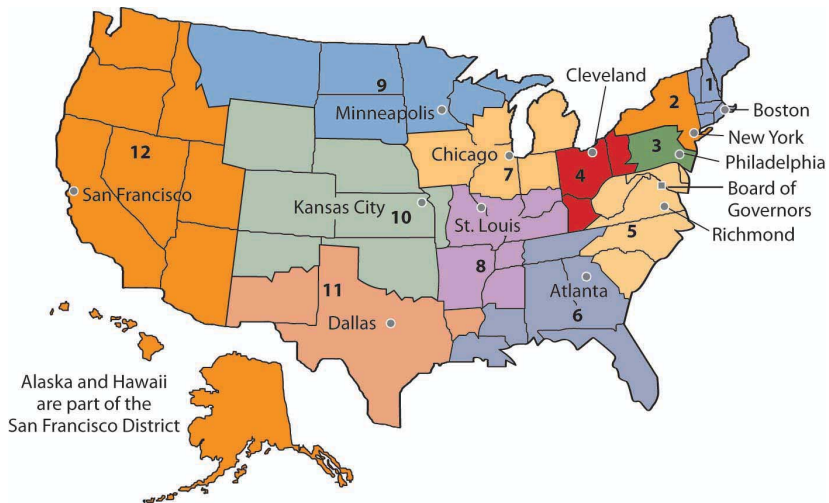 1
9
Cleveland
2
Minneapolis
Boston
New York
12
Chicago
3
Philadelphia
4
7
San Francisco
Kansas City
Board of
Governors
10
St. Louis
Richmond
5
8
11
Atlanta
Dallas
6
Alaska and Hawaii
are part of the
San Francisco District